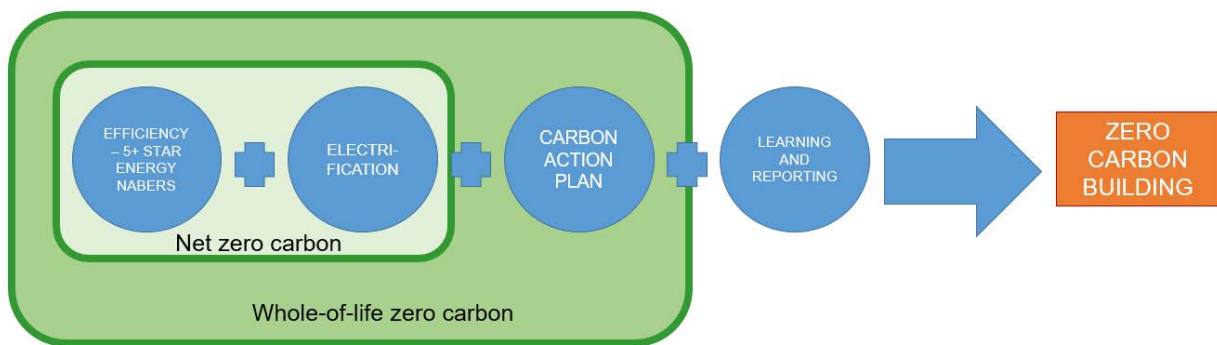 EFFICIENCY
– 5+ STAR
ENERGY
NABERS
ELECTRI-
FICATION
CARBON
ACTION
PLAN
LEARNING
AND
REPORTING
ZERO
CARBON
BUILDING
Net zero carbon
Whole-of-life zero carbon